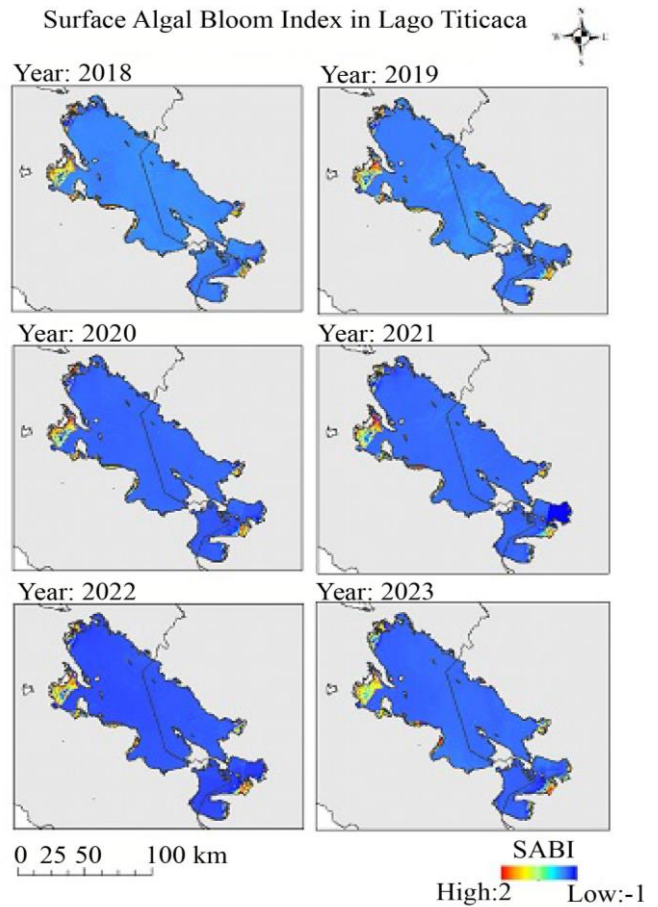 Surface Algal Bloom Index in Lago Titicaca
N
S
Year: 2018
Year: 2019
Year: 2020
Year: 2021
Year: 2022
Year: 2023
0 25 50 100 km
SABI
High:2 Low:-1